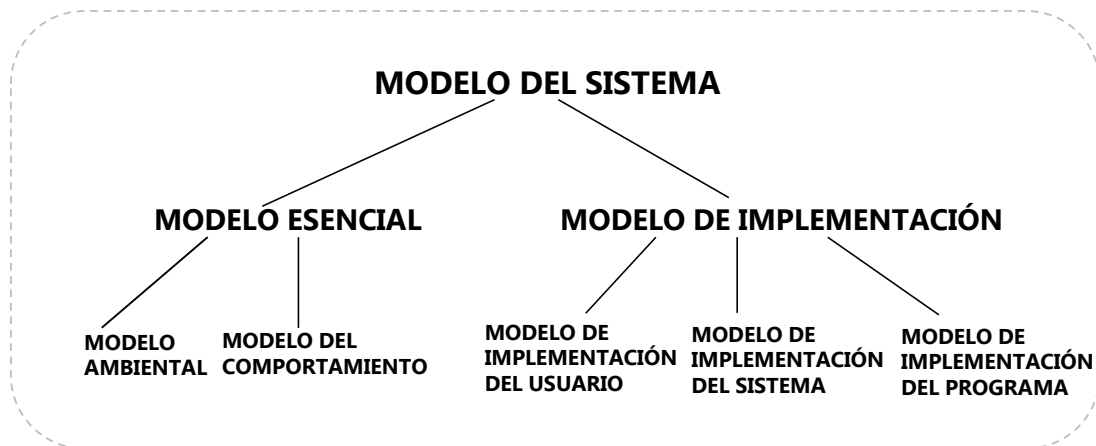 MODELO DEL SISTEMA
MODELO ESENCIAL
MODELO DE IMPLEMENTACIÓN
MODELO
AMBIENTAL
MODELO DEL
COMPORTAMIENTO
MODELO DE
IMPLEMENTACIÓN
DEL USUARIO
MODELO DE
IMPLEMENTACIÓN
DEL SISTEMA
MODELO DE
IMPLEMENTACIÓN
DEL PROGRAMA